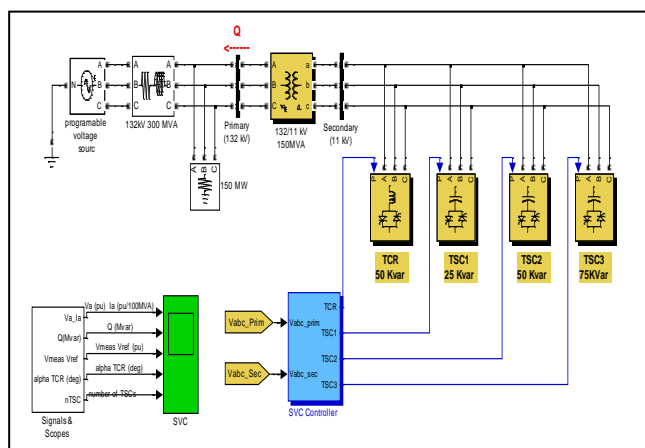 Q
A
A
A
A
A
a
N
B
B
B
B
B
b
C
C
C
C
C
c
programable
voltage
sourc
132kV 300 MVA
Primary
(132 kV)
132/11 kV
150MVA
Secondary
(11 kV)
A
B
C
150 MW
P
A
B
C
P
A
B
C
P
A
B
C
P
A
B
C
TCR
50 Kvar
TSC1
25 Kvar
TSC2
50 Kvar
TSC3
75KVar
Va_Ia
Va (pu) Ia (pu/100MVA)
Q(Mvar)
Q (Mvar)
Vmeas Vref
Vmeas Vref (pu)
alpha TCR (deg)
alpha TCR (deg)
nTSC
number of TSCs
Signals &
Scopes
SVC
Vabc_Prim
Vabc_Sec
Vabc_prim
Vabc_sec
TCR
TSC1
TSC2
TSC3
SVC Controller